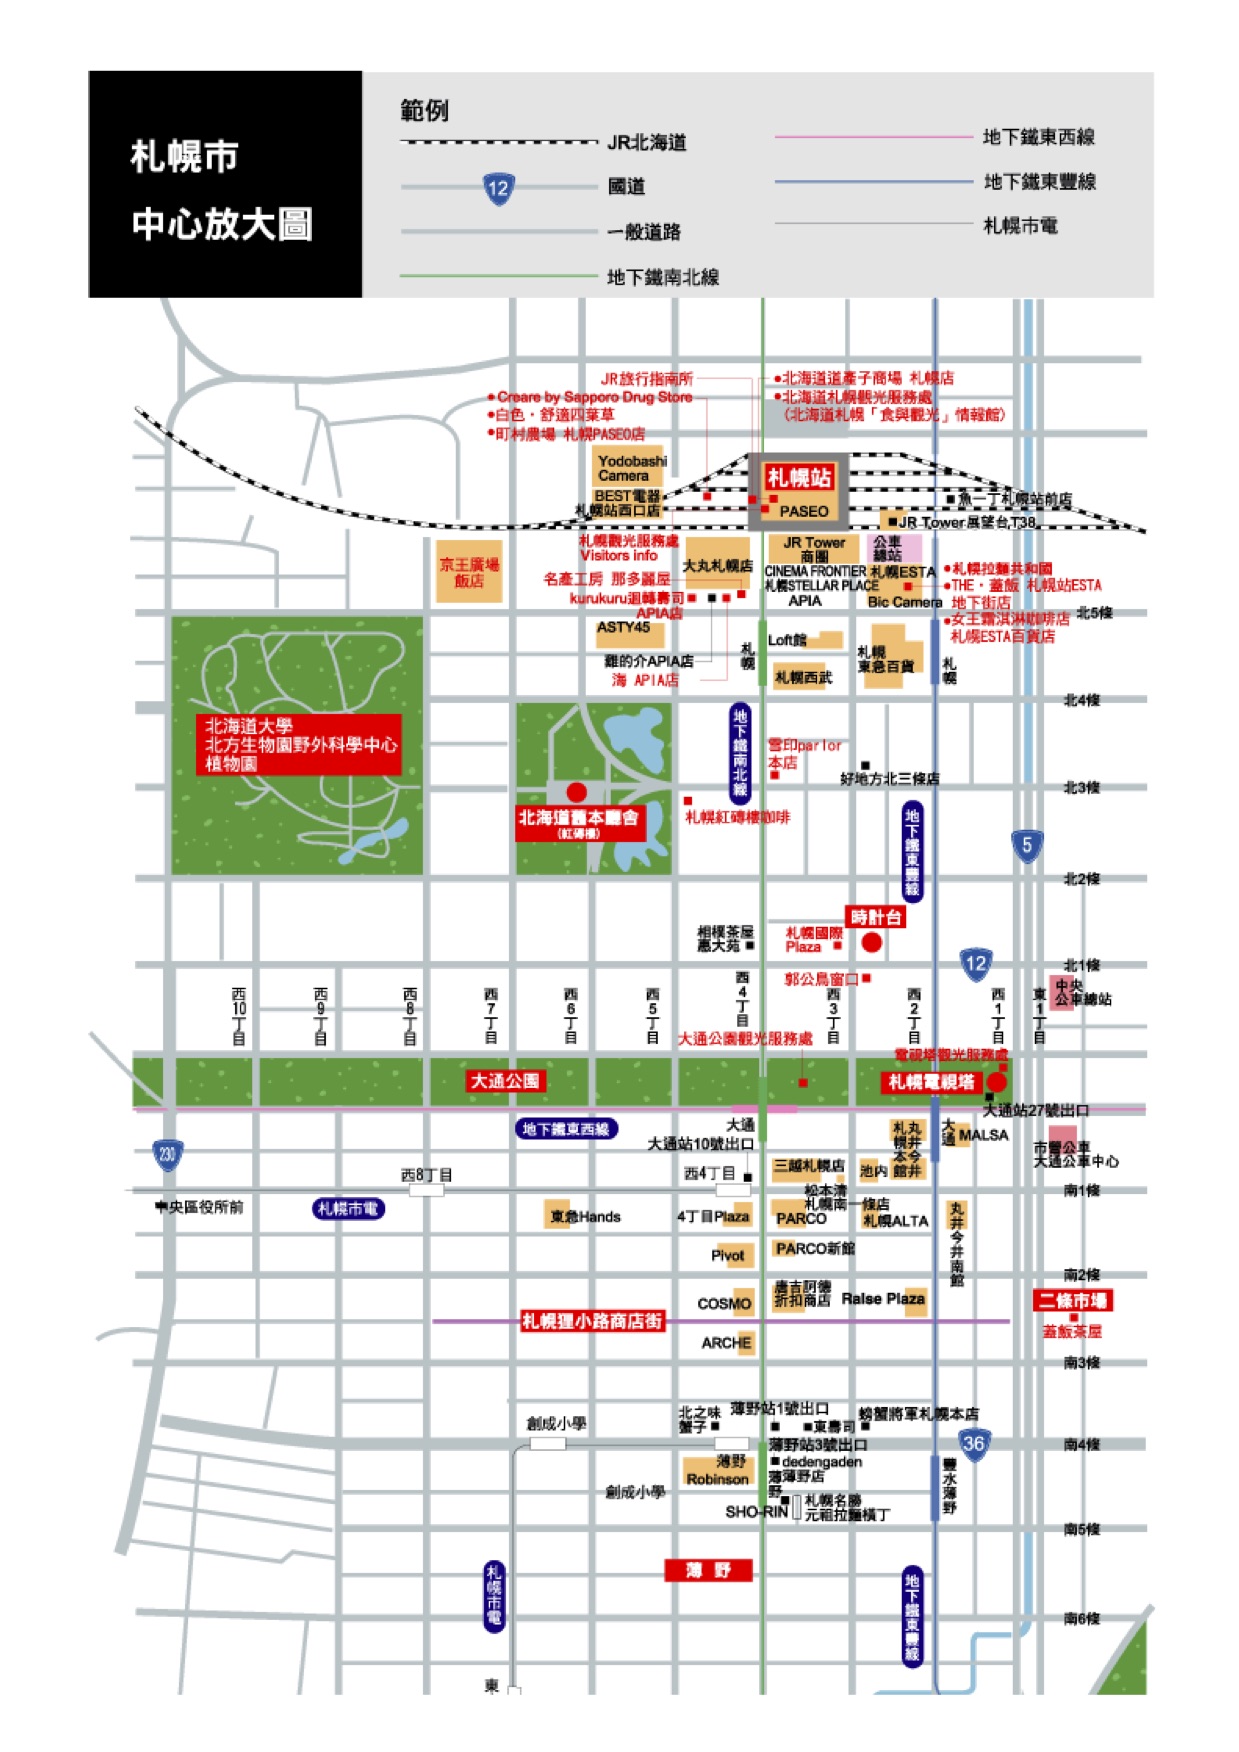 札幌市
中心放大圖
範例
JR北海道
12
國道
一般道路
地下鐵南北線
地下鐵東西線
地下鐵東豐線
札幌市電
JR旅行指南所
Creare by Sapporo Drug Store
白色・舒適四葉草
町村農場 札幌PASEO店
北海道道產子商場 札幌店
北海道札幌觀光服務處
（北海道札幌「食與觀光」情報館）
Yodobashi
Camera
BEST電器
札幌站西口店
札幌站
PASEO
魚一丁札幌站前店
JR Tower展望台T38
札幌觀光服務處
Visitors info
京王廣場
飯店
大丸札幌店
JR Tower
商圈
公車
總站
CINEMA FRONTIER
札幌ESTA
札幌STELLAR PLACE
APIA
Bic Camera
名產工房 那多麗屋
kurukuru迴轉壽司
APIA店
札幌拉麵共和國
THE・蓋飯 札幌站ESTA
地下街店
女王霜淇淋咖啡店
札幌ESTA百貨店
北5條
ASTY45
雞的介APIA店
海 APIA店
札幌
Loft館
札幌西武
札幌
東急百貨
札幌
北4條
北海道大學
北方生物園野外科學中心
植物園
地下鐵南北線
雪印parlor
本店
好地方北三條店
北3條
北海道舊本廳舍
(紅磚樓)
札幌紅磚樓咖啡
地下鐵東豐線
5
北2條
時計台
相樸茶屋
惠大苑
札幌國際
Plaza
12
北1條
郭公鳥窗口
中央
公車總站
西10丁目
西9丁目
西8丁目
西7丁目
西6丁目
西5丁目
西4丁目
西3丁目
西2丁目
西1丁目
東1丁目
大通公園觀光服務處
電視塔觀光服務處
大通公園
札幌電視塔
大通站27號出口
地下鐵東西線
大通
大通站10號出口
札幌本館
丸井今井
大通
MALSA
市營公車
大通公車中心
230
西8丁目
西4丁目
三越札幌店
池內
南1條
中央區役所前
札幌市電
東急Hands
4丁目Plaza
松本清
札幌南一條店
PARCO
札幌ALTA
丸井今井南館
Pivot
PARCO新館
南2條
COSMO
唐吉阿德
折扣商店
Raise Plaza
二條市場
蓋飯茶屋
札幌狸小路商店街
ARCHE
南3條
創成小學
北之味
蟹子
薄野站1號出口
東壽司
螃蟹將軍札幌本店
36
南4條
薄野站3號出口
薄野
Robinson
dedengaden
薄薄野店
薄野
豐水薄野
創成小學
SHO-RIN
札幌名勝
元祖拉麵橫丁
南5條
薄野
札幌市電
地下鐵東豐線
南6條
東